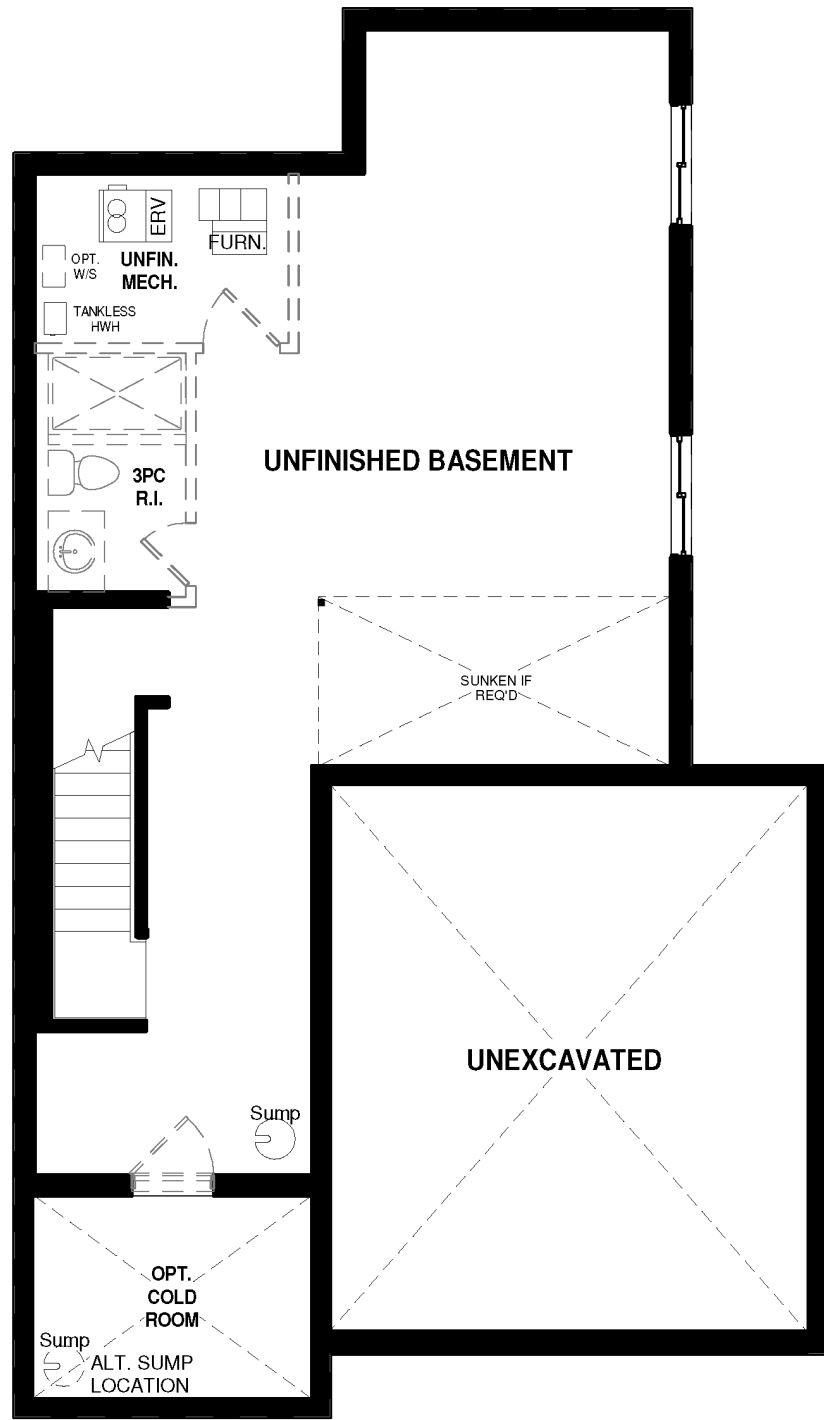 ERV
FURN.
OPT.
W/S
UNFIN.
MECH.
TANKLESS
HWH
3PC
R.I.
UNFINISHED BASEMENT
SUNKEN IF
REQ'D
UNEXCAVATED
Sump
OPT.
COLD
ROOM
Sump
ALT. SUMP
LOCATION